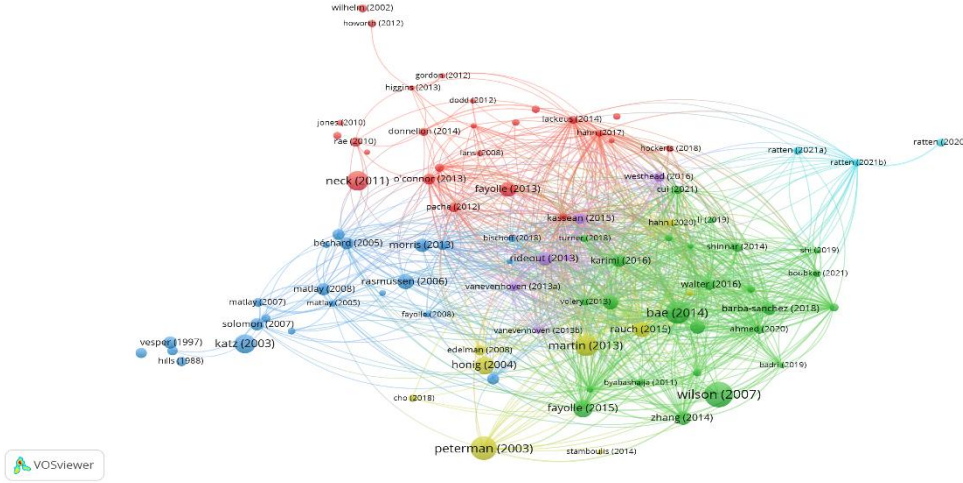 wilhelm (2002)
howorth (2012)
gordon (2012)
higgins (2013)
dodd (2012)
jones (2010)
lackeus (2014)
donnellon (2014)
hahn (2017)
rae (2010)
ratten (2020)
hockerts (2018)
ratten (2021a)
ratten (2021b)
neck (2011)
o'connor (2013)
westhead (2016)
fayolle (2013)
cui (2021)
pache (2012)
kassean (2015)
hahn (2020)
li (2019)
bischoff (2018)
turner (2018)
béchard (2005)
morris (2013)
shinnar (2014)
shi (2019)
rideout (2013)
karimi (2016)
boubker (2021)
rasmussen (2006)
walter (2016)
matlay (2008)
vanevenhoven (2013a)
matlay (2007)
matlay (2005)
volery (2013)
barba-sanchez (2018)
fayolle (2008)
bae (2014)
solomon (2007)
vanevenhoven (2013b)
rauch (2015)
ahmed (2020)
vesper (1997)
katz (2003)
martin (2013)
edelman (2008)
hills (1988)
honig (2004)
badri (2019)
byabashaija (2011)
wilson (2007)
cho (2018)
fayolle (2015)
zhang (2014)
peterman (2003)
stamboulis (2014)
VOSviewer